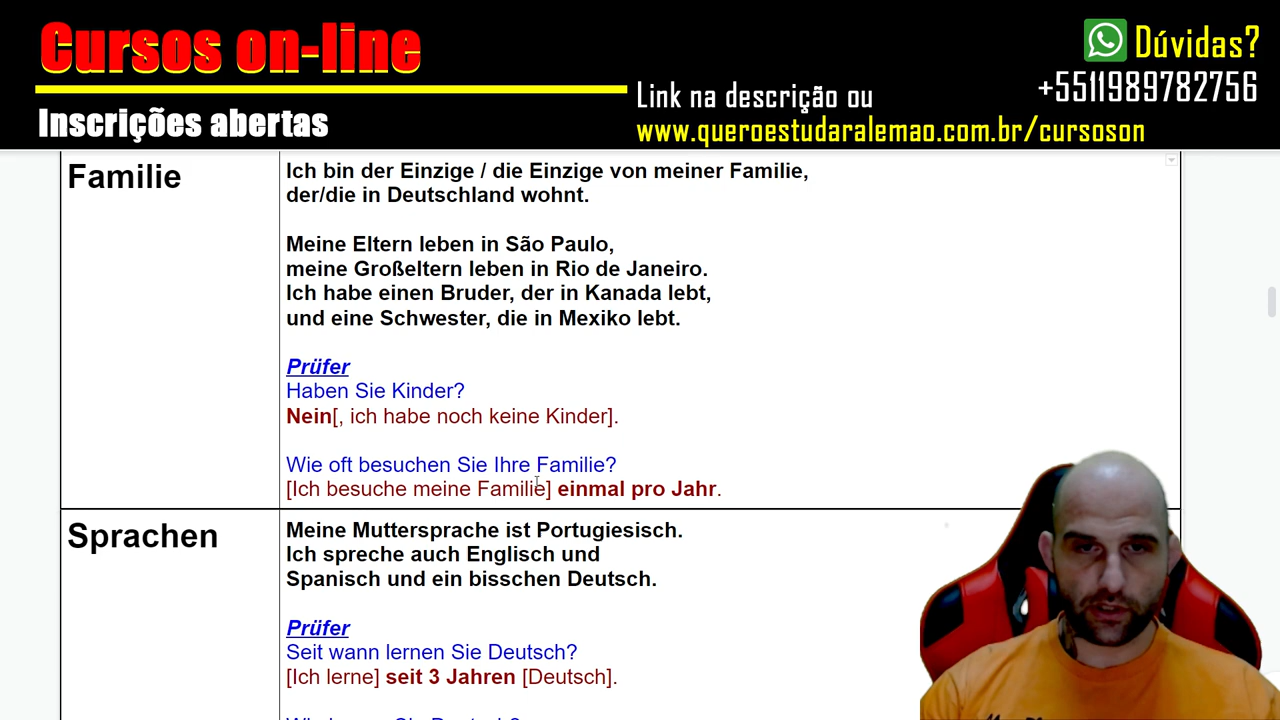 Cursos on-line
Inscrições abertas
Dúvidas?
+5511989782756
Link na descrição ou
www.queroestudaralemao.com.br/cursoson
Familie
Ich bin der Einzige / die Einzige von meiner Familie,
der/die in Deutschland wohnt.
Meine Eltern leben in São Paulo,
meine Großeltern leben in Rio de Janeiro.
Ich habe einen Bruder, der in Kanada lebt,
und eine Schwester, die in Mexiko lebt.
Prüfer
Haben Sie Kinder?
Nein[, ich habe noch keine Kinder].
Wie oft besuchen Sie Ihre Familie?
[Ich besuche meine Familie] einmal pro Jahr.
Sprachen
Meine Muttersprache ist Portugiesisch.
Ich spreche auch Englisch und
Spanisch und ein bisschen Deutsch.
Prüfer
Seit wann lernen Sie Deutsch?
[Ich lerne] seit 3 Jahren [Deutsch].